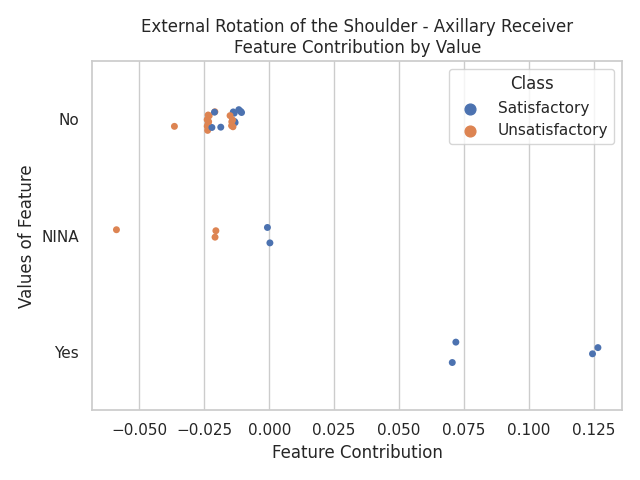 External Rotation of the Shoulder - Axillary Receiver
Feature Contribution by Value
Class
Satisfactory
Unsatisfactory
No
NINA
Yes
Values of Feature
−0.050 −0.025 0.000 0.025 0.050 0.075 0.100 0.125
Feature Contribution